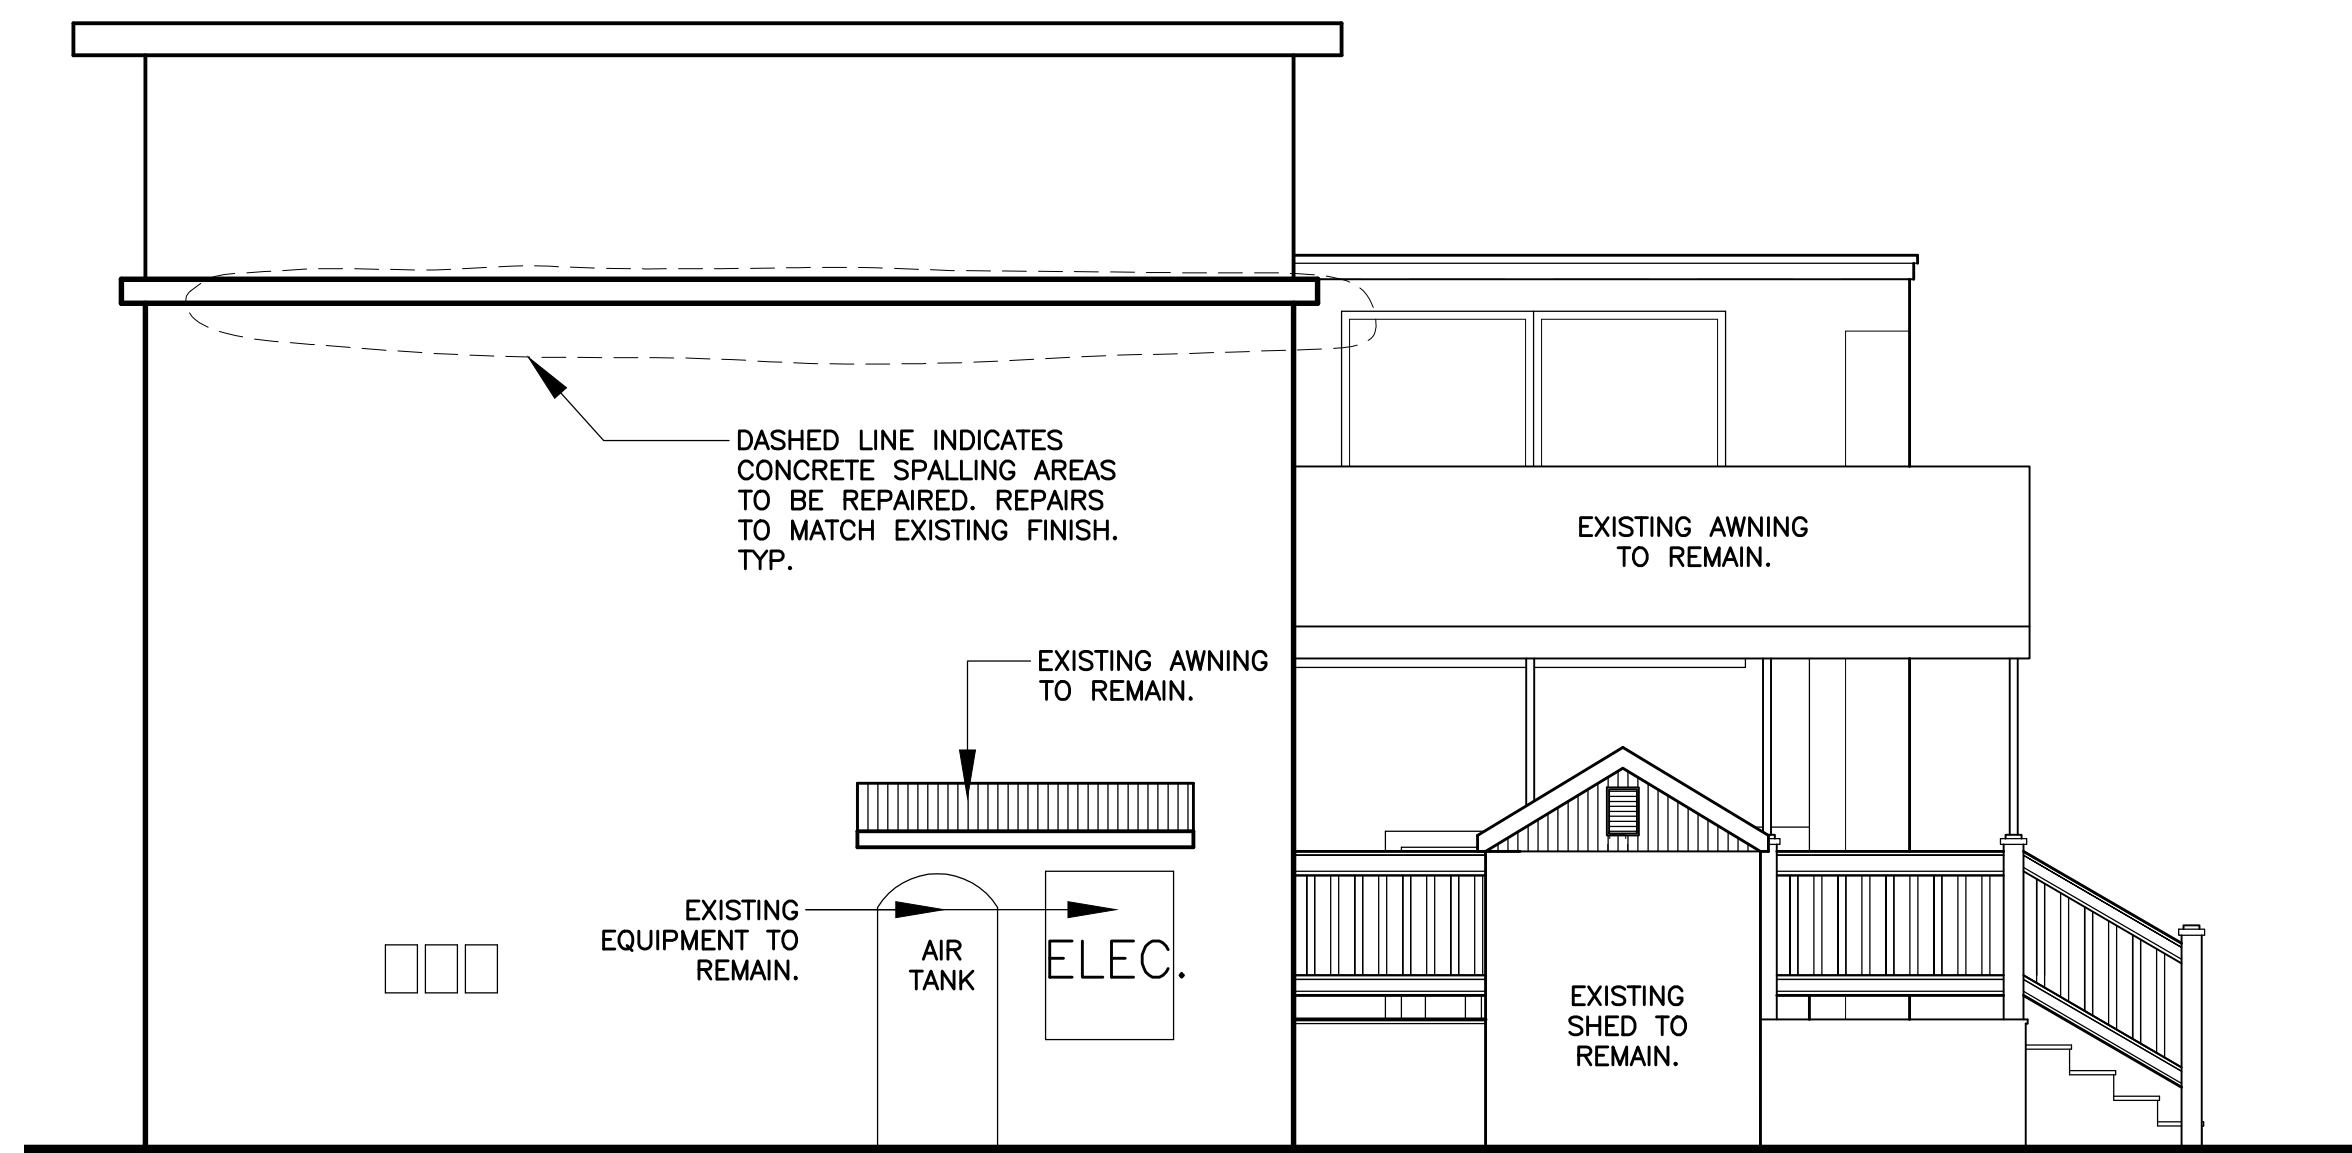 DASHED LINE INDICATES
CONCRETE SPALLING AREAS
TO BE REPAIRED. REPAIRS
TO MATCH EXISTING FINISH.
TYP.
EXISTING AWNING
TO REMAIN.
EXISTING AWNING
TO REMAIN.
EXISTING
EQUIPMENT TO
REMAIN.
AIR
TANK
ELEC.
EXISTING
SHED TO
REMAIN.